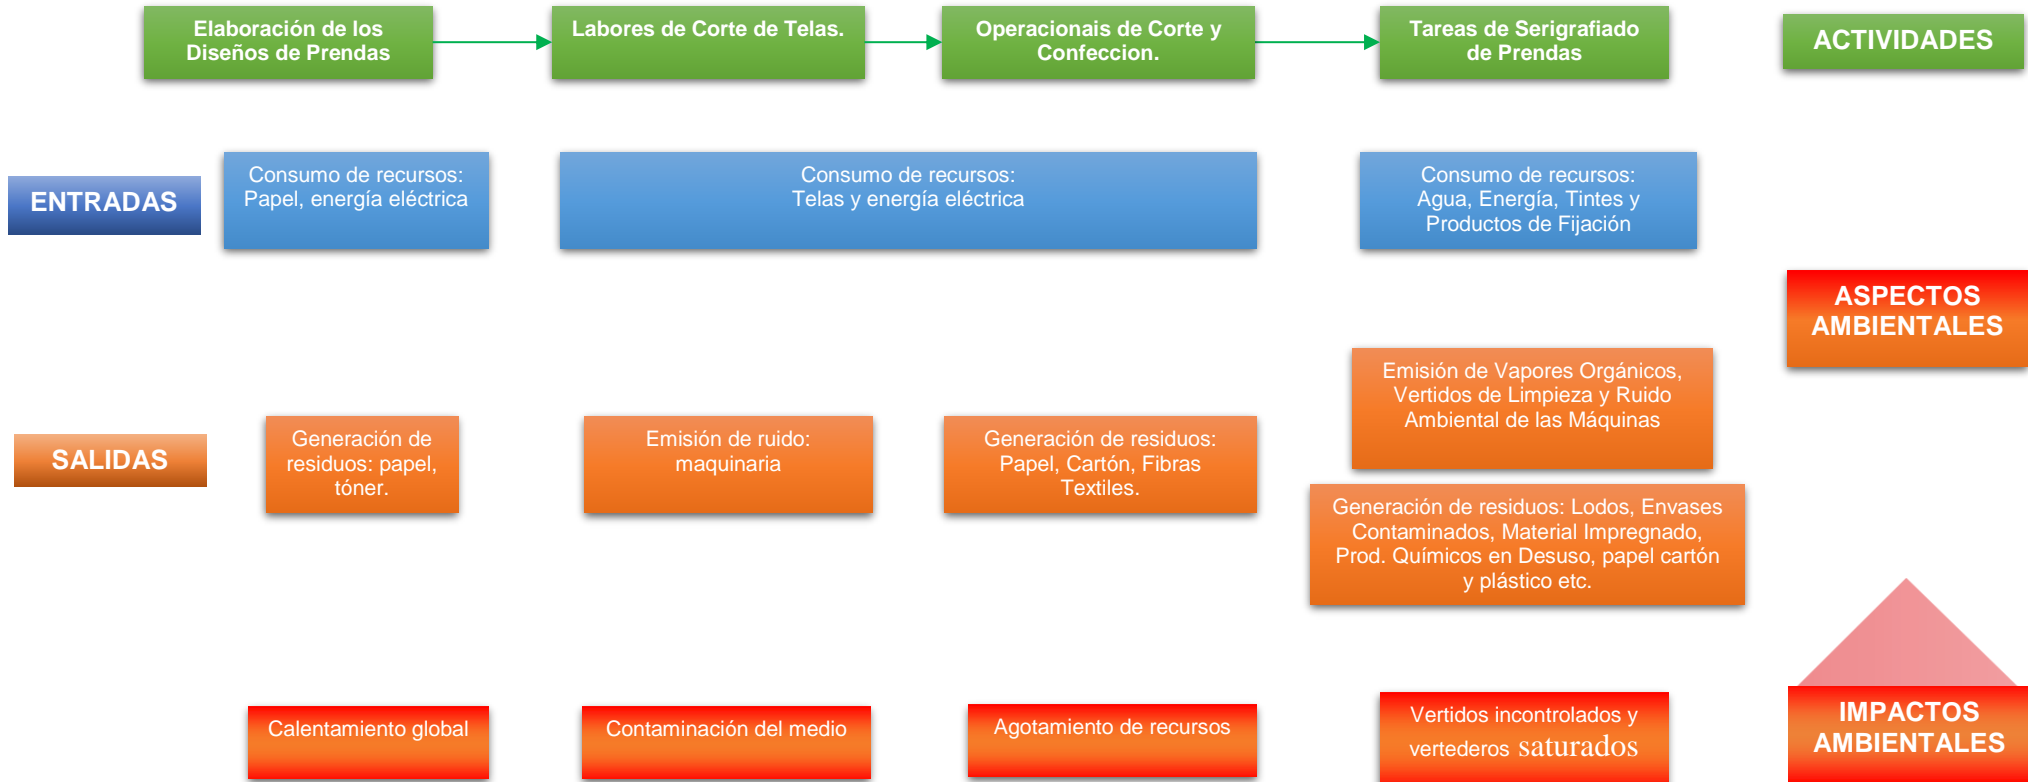 Elaboración de los
Diseños de Prendas
Labores de Corte de Telas.
Operacionais de Corte y
Confeccion.
Tareas de Serigrafiado
de Prendas
ACTIVIDADES
ENTRADAS
Consumo de recursos:
Papel, energía eléctrica
Consumo de recursos:
Telas y energía eléctrica
Consumo de recursos:
Agua, Energía, Tintes y
Productos de Fijación
ASPECTOS
AMBIENTALES
SALIDAS
Generación de
residuos: papel,
tóner.
Emisión de ruido:
maquinaria
Generación de residuos:
Papel, Cartón, Fibras
Textiles.
Emisión de Vapores Orgánicos,
Vertidos de Limpieza y Ruido
Ambiental de las Máquinas
Generación de residuos: Lodos, Envases
Contaminados, Material Impregnado,
Prod. Químicos en Desuso, papel cartón
y plástico etc.
Calentamiento global
Contaminación del medio
Agotamiento de recursos
Vertidos incontrolados y
vertederos saturados
IMPACTOS
AMBIENTALES